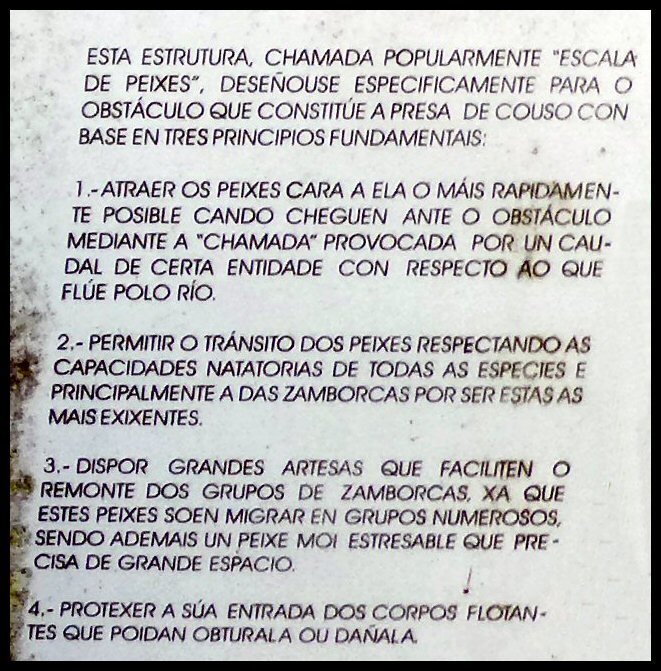 ESTA ESTRUTURA, CHAMADA POPULARMENTE "ESCALA
DE PEIXES", DESEÑOUSE ESPECIFICAMENTE PARA O
OBSTÁCULO QUE CONSTITÚE A PRESA DE COUSO CON
BASE EN TRES PRINCIPIOS FUNDAMENTAIS:
1.- ATRAER OS PEIXES CARA A ELA O MÁIS RAPIDAMEN-
TE POSIBLE CANDO CHEGUEN ANTE O OBSTÁCULO
MEDIANTE A "CHAMADA" PROVOCADA POR UN CAU-
DAL DE CERTA ENTIDADE CON RESPECTO AO QUE
FLÚE POLO RÍO.
2.- PERMITIR O TRÁNSITO DOS PEIXES RESPECTANDO AS
CAPACIDADES NATATORIAS DE TODAS AS ESPECIES E
PRINCIPALMENTE A DAS ZAMBORCAS POR SER ESTAS AS
MAIS EXIXENTES.
3.- DISPOR GRANDES ARTESAS QUE FACILITEN O
REMONTE DOS GRUPOS DE ZAMBORCAS, XA QUE
ESTES PEIXES SOEN MIGRAR EN GRUPOS NUMEROSOS,
SENDO ADEMAIS UN PEIXE MOI ESTRESABLE QUE PRE-
CISA DE GRANDE ESPACIO.
4.- PROTEXER A SÚA ENTRADA DOS CORPOS FLOTAN-
TES QUE POIDAN OBTURALA OU DAÑALA.